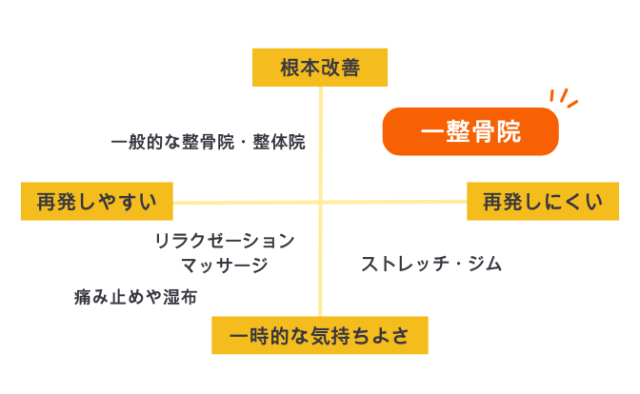 根本改善
一整骨院
一般的な整骨院・整体院
再発しやすい
再発しにくい
リラクゼーション
マッサージ
ストレッチ・ジム
痛み止めや湿布
一時的な気持ちよさ